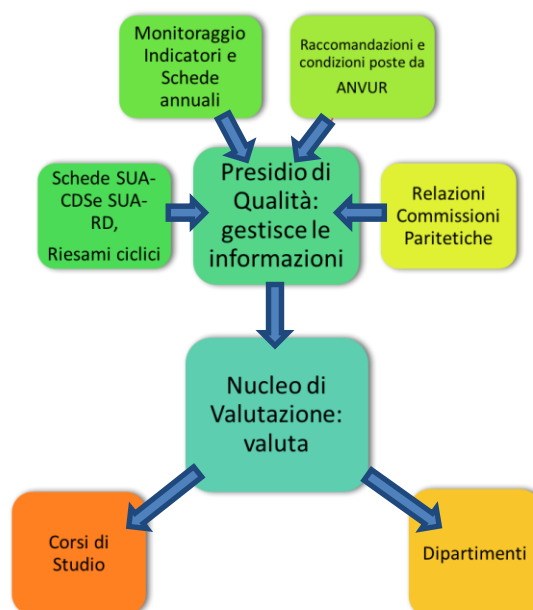 Monitoraggio
Indicatori e
Schede
annuali
Raccomandazioni e
condizioni poste da
ANVUR
Schede SUA-
CDSe SUA-
RD,
Riesami ciclici
Presidio di
Qualità:
gestisce le
informazioni
Relazioni
Commissioni
Paritetiche
Nucleo di
Valutazione:
valuta
Corsi di
Studio
Dipartimenti